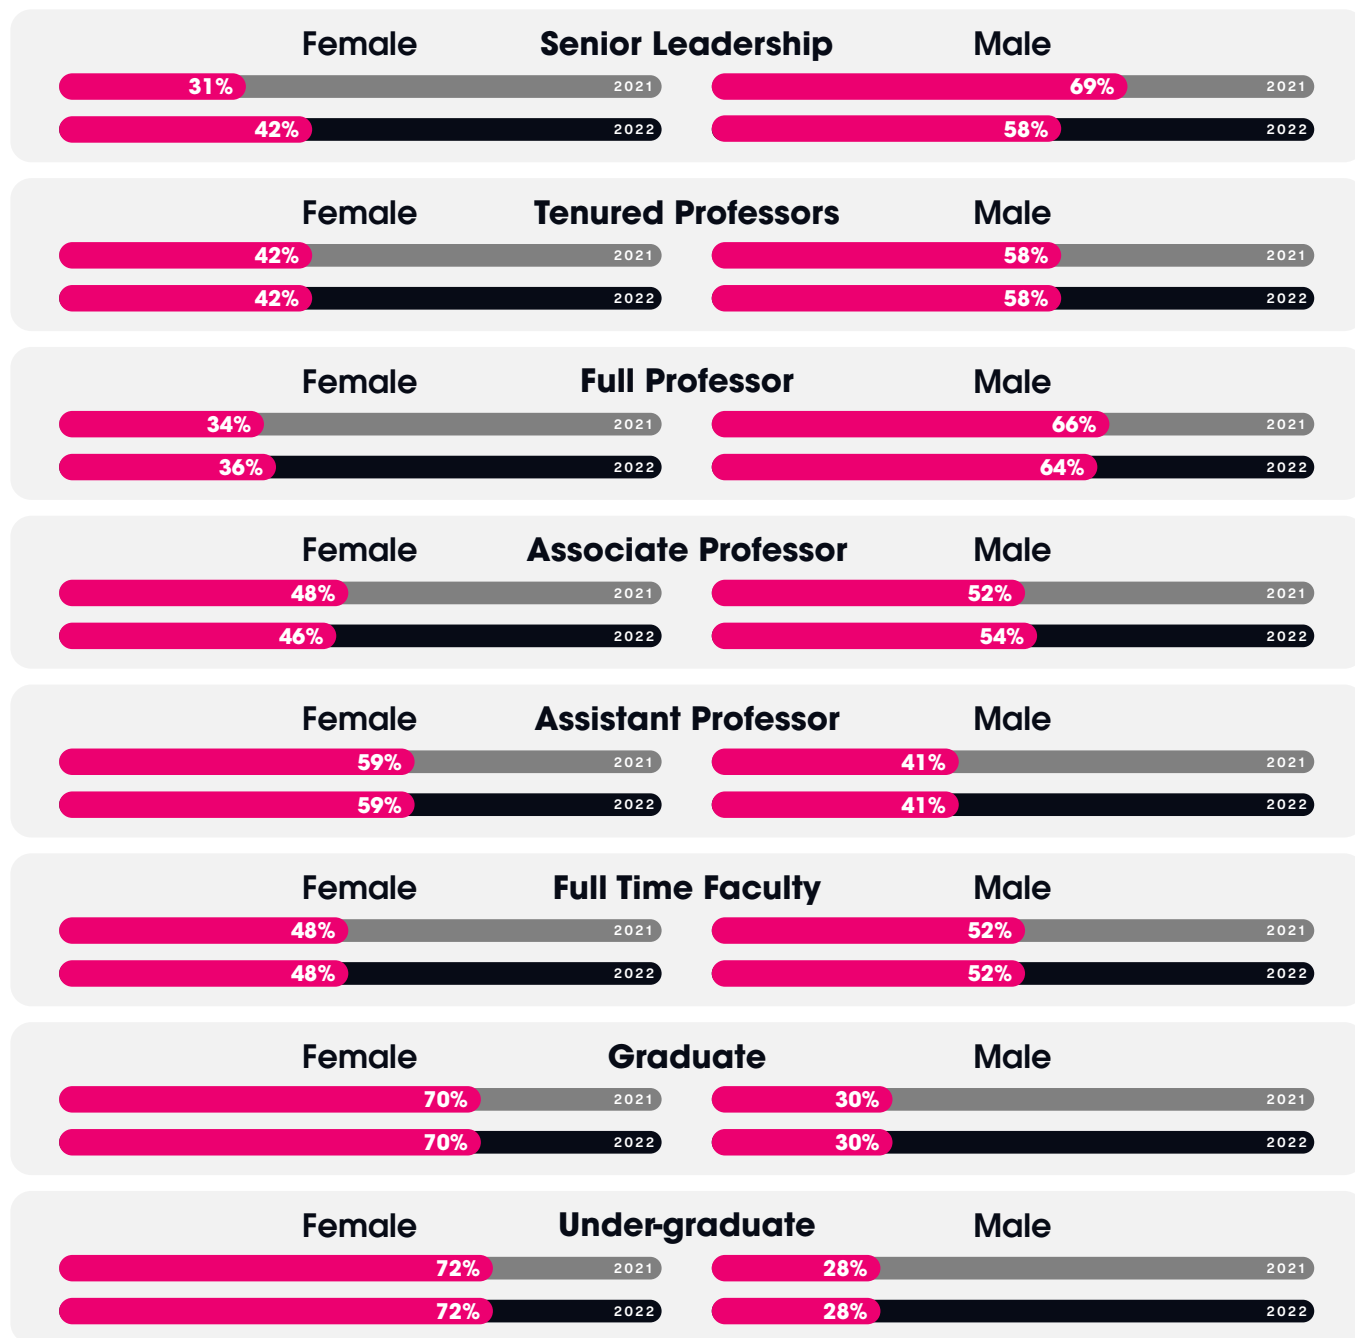 Female Senior Leadership Male
31% 2021 69% 2021
42% 2022 58% 2022
Female Tenured Professors Male
42% 2021 58% 2021
42% 2022 58% 2022
Female Full Professor Male
34% 2021 66% 2021
36% 2022 64% 2022
Female Associate Professor Male
48% 2021 52% 2021
46% 2022 54% 2022
Female Assistant Professor Male
59% 2021 41% 2021
59% 2022 41% 2022
Female Full Time Faculty Male
48% 2021 52% 2021
48% 2022 52% 2022
Female Graduate Male
70% 2021 30% 2021
70% 2022 30% 2022
Female Under-graduate Male
72% 2021 28% 2021
72% 2022 28% 2022